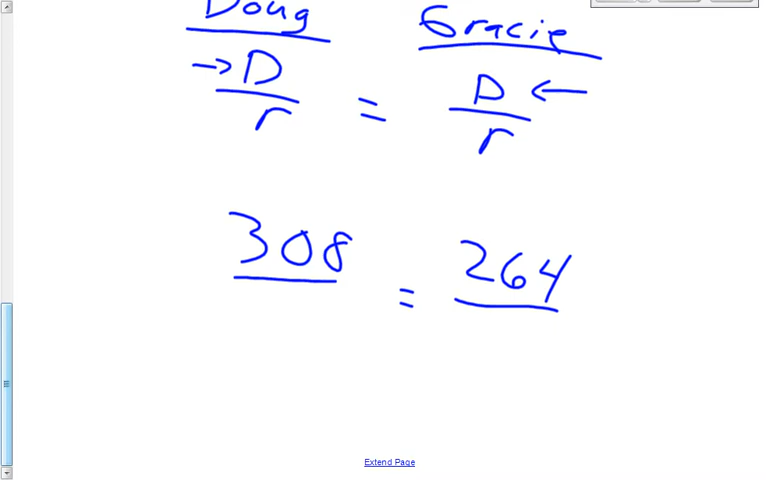 Doug Gracie
→ D / r = D / r ←
308 = 264
Extend Page